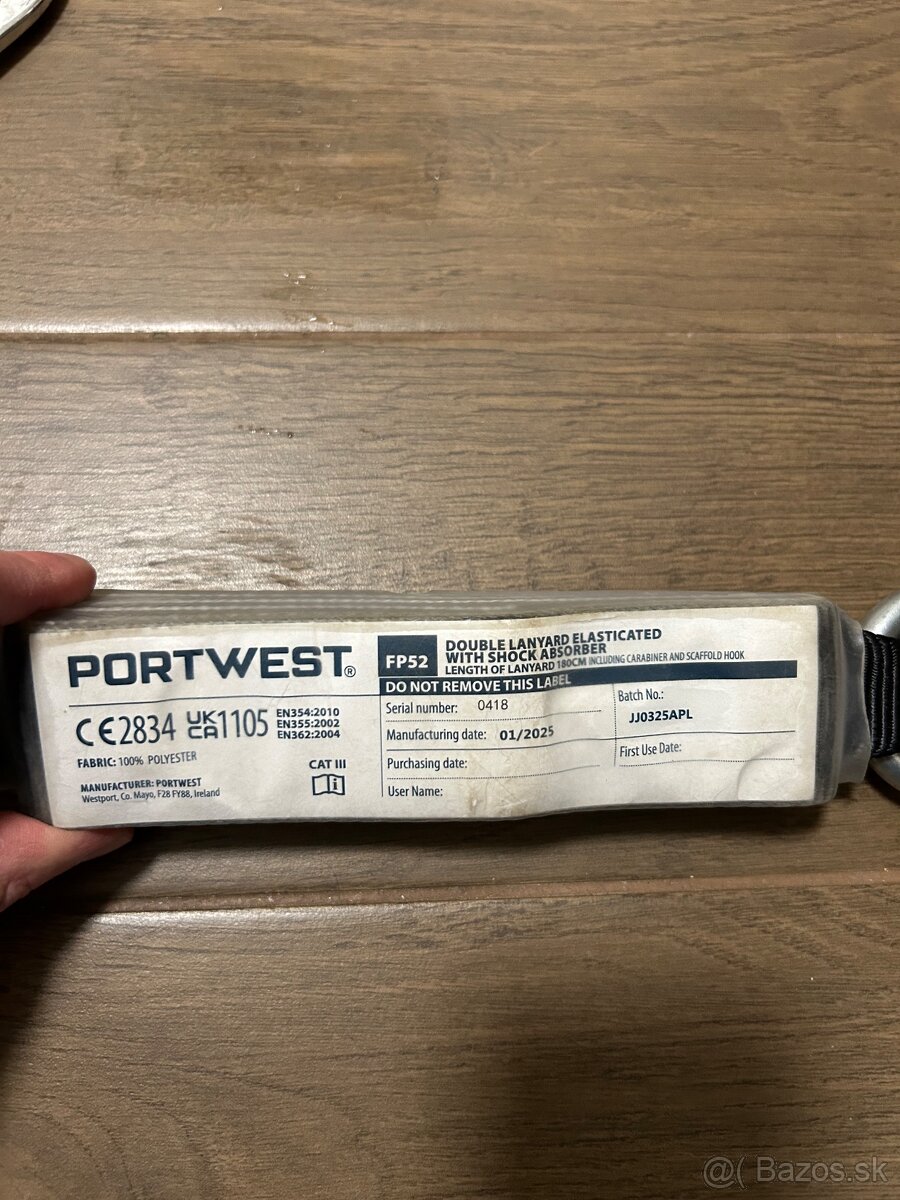 PORTWEST®
CE2834 UKCA1105
EN354:2010
EN355:2002
EN362:2004
FABRIC: 100% POLYESTER
CAT III
MANUFACTURER: PORTWEST
Westport, Co. Mayo, F28 FY88, Ireland
FP52
DOUBLE LANYARD ELASTICATED
WITH SHOCK ABSORBER
LENGTH OF LANYARD 180CM INCLUDING CARABINER AND SCAFFOLD HOOK
DO NOT REMOVE THIS LABEL
Serial number: 0418
Manufacturing date: 01/2025
Purchasing date:
User Name:
Batch No.:
JJ0325APL
First Use Date:
@( Bazos.sk